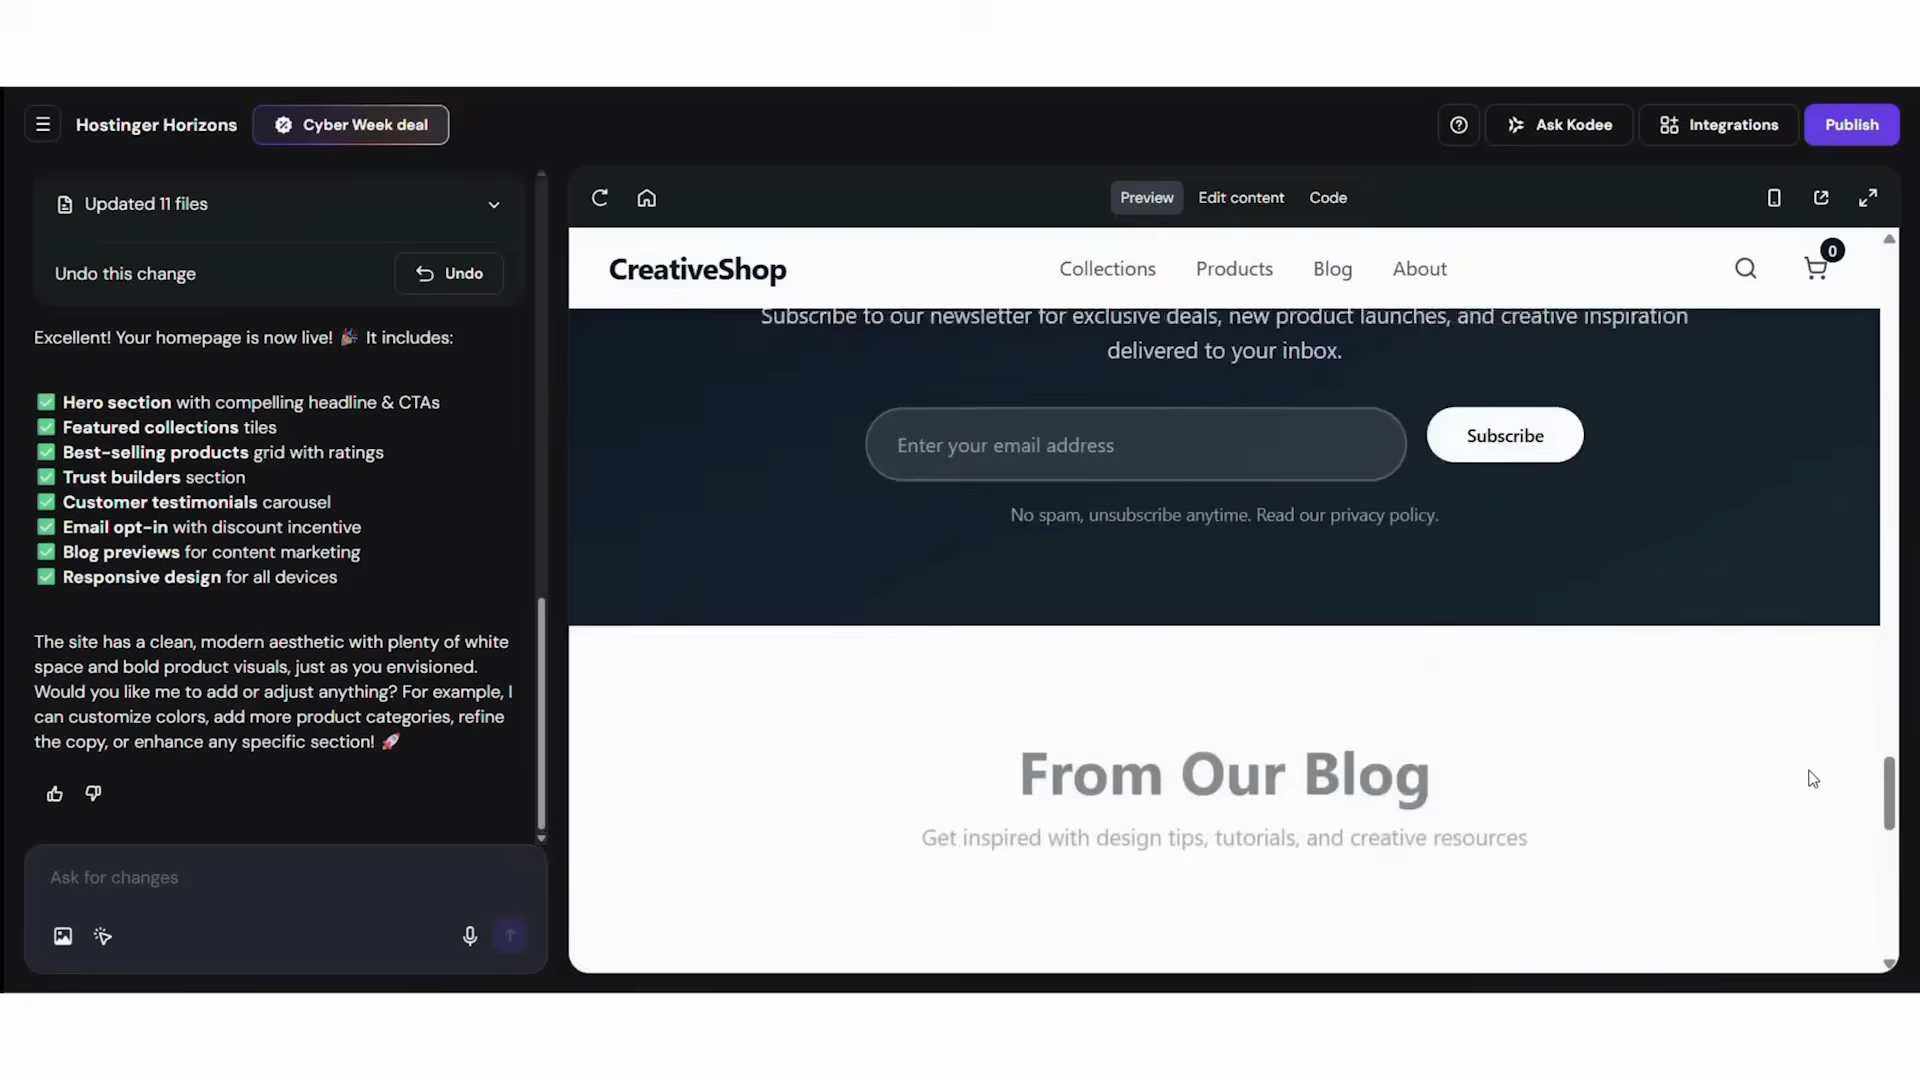 Hostinger Horizons
Cyber Week deal
Ask Kodee
Integrations
Publish
Updated 11 files
Undo this change
Undo
Excellent! Your homepage is now live! 🎉 It includes:
✅ Hero section with compelling headline & CTAs
✅ Featured collections tiles
✅ Best-selling products grid with ratings
✅ Trust builders section
✅ Customer testimonials carousel
✅ Email opt-in with discount incentive
✅ Blog previews for content marketing
✅ Responsive design for all devices
The site has a clean, modern aesthetic with plenty of white
space and bold product visuals, just as you envisioned.
Would you like me to add or adjust anything? For example, I
can customize colors, add more product categories, refine
the copy, or enhance any specific section! 🚀
Ask for changes
Preview
Edit content
Code
CreativeShop
Collections
Products
Blog
About
0
Subscribe to our newsletter for exclusive deals, new product launches, and creative inspiration
delivered to your inbox.
Enter your email address
Subscribe
No spam, unsubscribe anytime. Read our privacy policy.
From Our Blog
Get inspired with design tips, tutorials, and creative resources